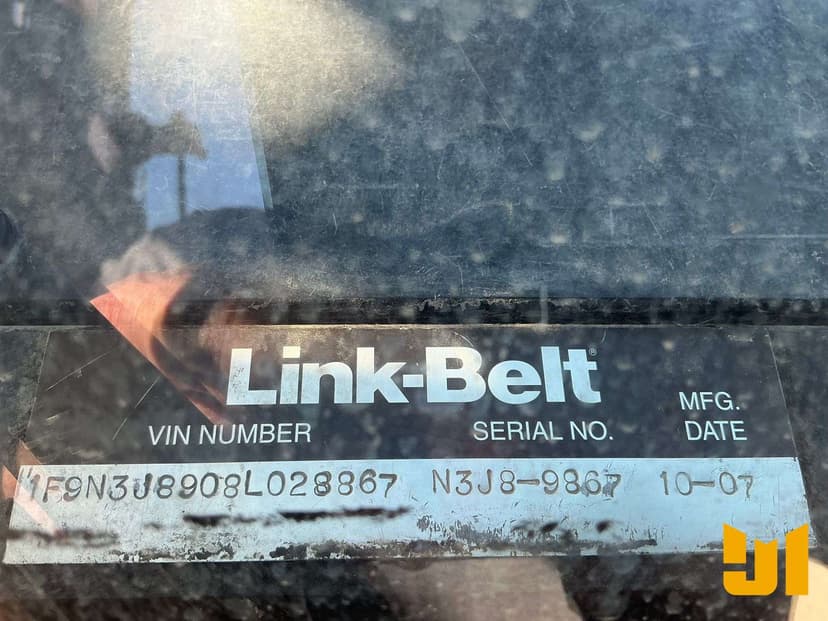 Link-Belt®
VIN NUMBER SERIAL NO. MFG. DATE
1F9N3J8908L028867 N3J8-9867 10-07